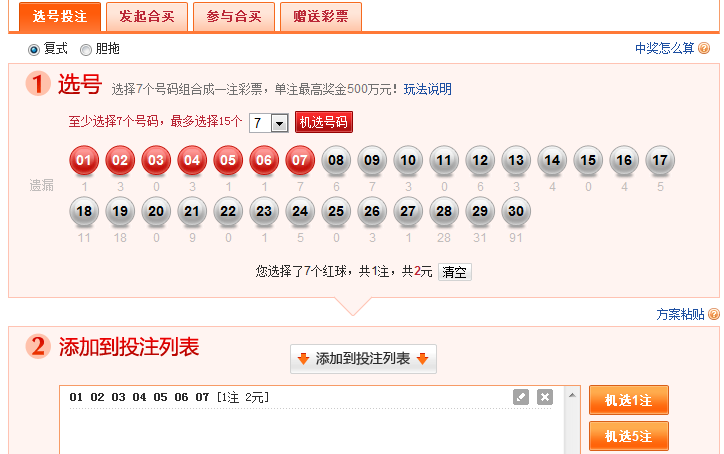 选号投注 发起合买 参与合买 赠送彩票
复式 胆拖 中奖怎么算
1 选号 选择7个号码组合成一注彩票，单注最高奖金500万元！玩法说明
至少选择7个号码，最多选择15个 7 机选号码
01 02 03 04 05 06 07 08 09 10 11 12 13 14 15 16 17
遗漏 1 3 0 3 1 1 7 6 7 3 0 6 3 4 0 4 5
18 19 20 21 22 23 24 25 26 27 28 29 30
11 18 0 9 0 1 5 0 3 1 28 31 91
您选择了7个红球，共1注，共2元 清空
方案粘贴
2 添加到投注列表
添加到投注列表
01 02 03 04 05 06 07 [1注 2元]
机选1注
机选5注